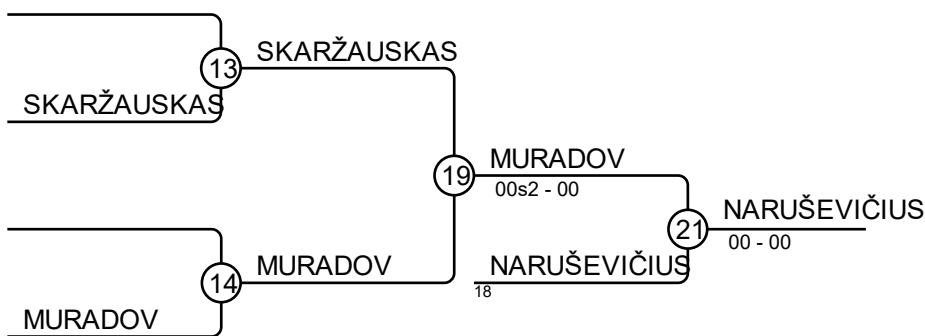 SKARŽAUSKAS
13
SKARŽAUSKAS
MURADOV
19
00s2 - 00
NARUŠEVIČIUS
21
00 - 00
MURADOV
NARUŠEVIČIUS
14
18
MURADOV